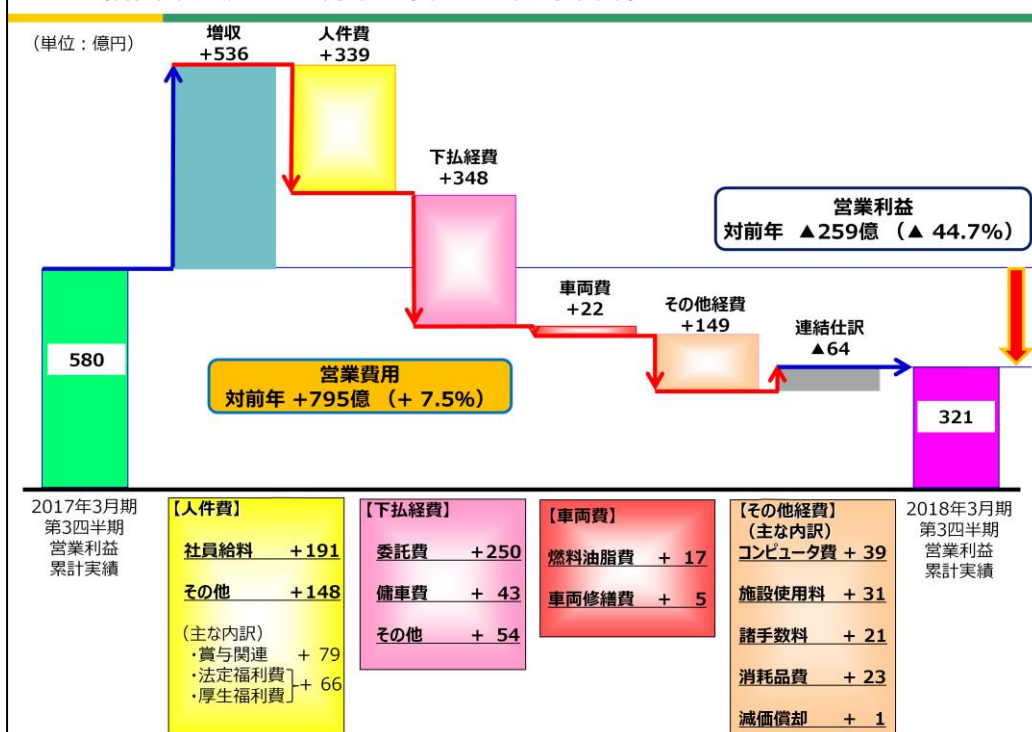 （単位：億円）
増収
+536
人件費
+339
下払経費
+348
車両費
+22
その他経費
+149
連結仕訳
▲64
営業利益
対前年 ▲259億 （▲ 44.7%）
580
営業費用
対前年 +795億 （+ 7.5%）
321
2017年3月期
第3四半期
営業利益
累計実績
【人件費】
社員給料 +191
その他 +148
(主な内訳)
・賞与関連 + 79
・法定福利費
・厚生福利費
+ 66
【下払経費】
委託費 +250
傭車費 + 43
その他 + 54
【車両費】
燃料油脂費 + 17
車両修繕費 + 5
【その他経費】
(主な内訳)
コンピュータ費 + 39
施設使用料 + 31
諸手数料 + 21
消耗品費 + 23
減価償却 + 1
2018年3月期
第3四半期
営業利益
累計実績